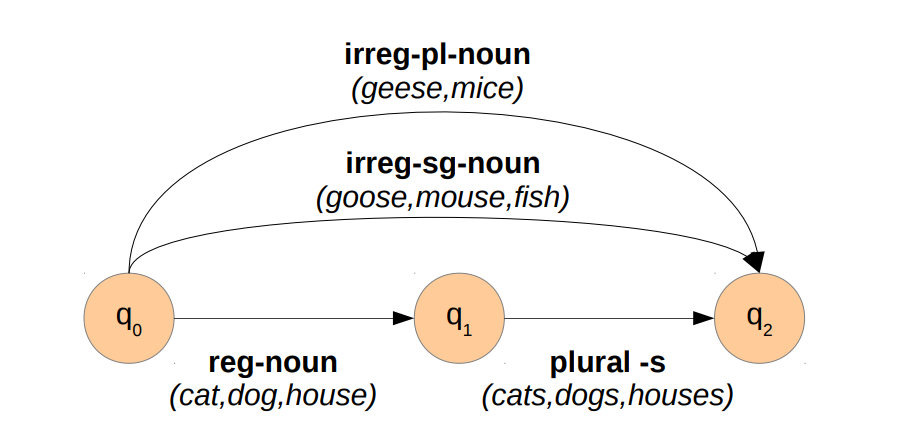 irreg-pl-noun
(geese,mice)
irreg-sg-noun
(goose,mouse,fish)
q0
q1
q2
reg-noun
(cat,dog,house)
plural -s
(cats,dogs,houses)